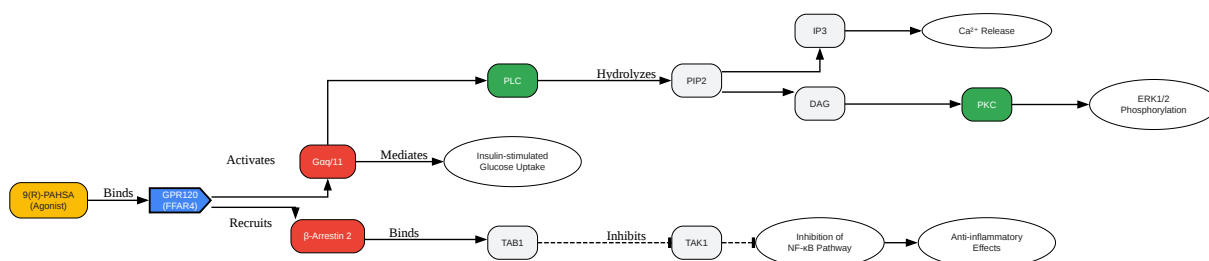 IP3
Ca²⁺ Release
PLC
Hydrolyzes
PIP2
DAG
PKC
ERK1/2
Phosphorylation
Activates
Gαq/11
Mediates
Insulin-stimulated
Glucose Uptake
9(R)-PAHSA
(Agonist)
Binds
GPR120
(FFAR4)
Recruits
β-Arrestin 2
Binds
TAB1
Inhibits
TAK1
Inhibition of
NF-κB Pathway
Anti-inflammatory
Effects